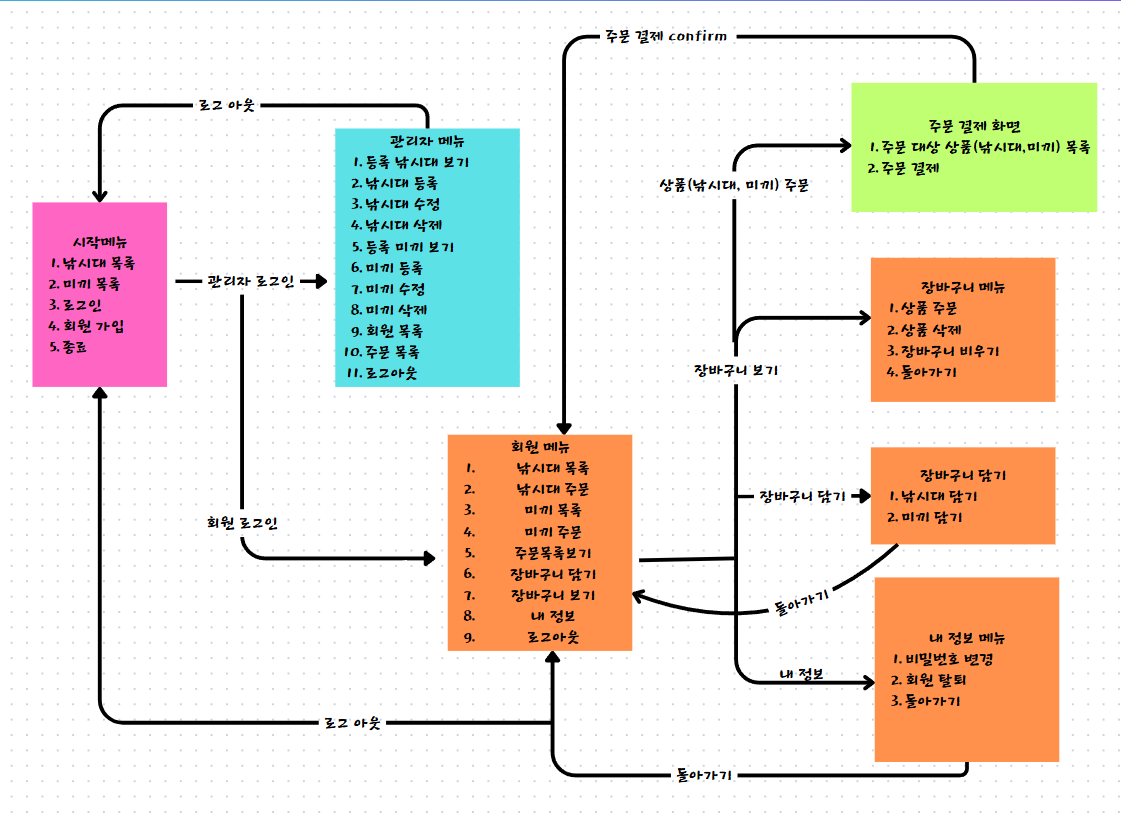 주문 결제 confirm
로그 아웃
관리자 메뉴
1. 등록 낚시대 보기
2. 낚시대 등록
3. 낚시대 수정
4. 낚시대 삭제
5. 등록 미끼 보기
6. 미끼 등록
7. 미끼 수정
8. 미끼 삭제
9. 회원 목록
10. 주문 목록
11. 로그아웃
주문 결제 화면
1. 주문 대상 상품(낚시대,미끼) 목록
2. 주문 결제
상품(낚시대, 미끼) 주문
시작메뉴
1. 낚시대 목록
2. 미끼 목록
3. 로그인
4. 회원 가입
5. 종료
관리자 로그인
장바구니 메뉴
1. 상품 주문
2. 상품 삭제
3. 장바구니 비우기
4. 돌아가기
장바구니 보기
회원 메뉴
1. 낚시대 목록
2. 낚시대 주문
3. 미끼 목록
4. 미끼 주문
5. 주문목록보기
6. 장바구니 담기
7. 장바구니 보기
8. 내 정보
9. 로그아웃
회원 로그인
장바구니 담기
장바구니 담기
1. 낚시대 담기
2. 미끼 담기
돌아가기
내 정보 메뉴
1. 비밀번호 변경
2. 회원 탈퇴
3. 돌아가기
내 정보
로그 아웃
돌아가기